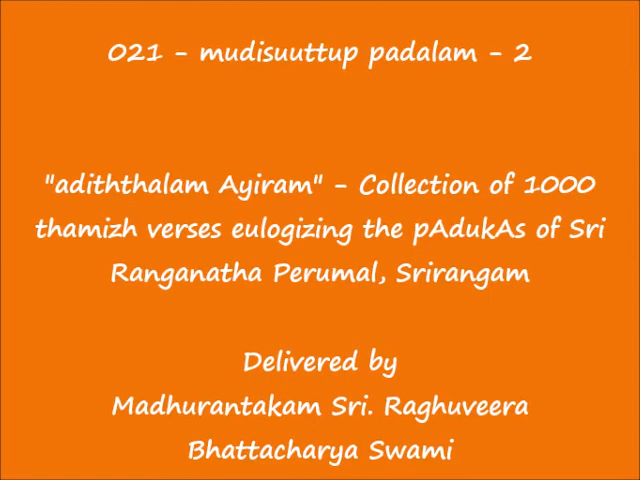 021 - mudisuuttup padalam - 2
"adiththalam Ayiram" - Collection of 1000
thamizh verses eulogizing the pAdukAs of Sri
Ranganatha Perumal, Srirangam
Delivered by
Madhurantakam Sri. Raghuveera
Bhattacharya Swami